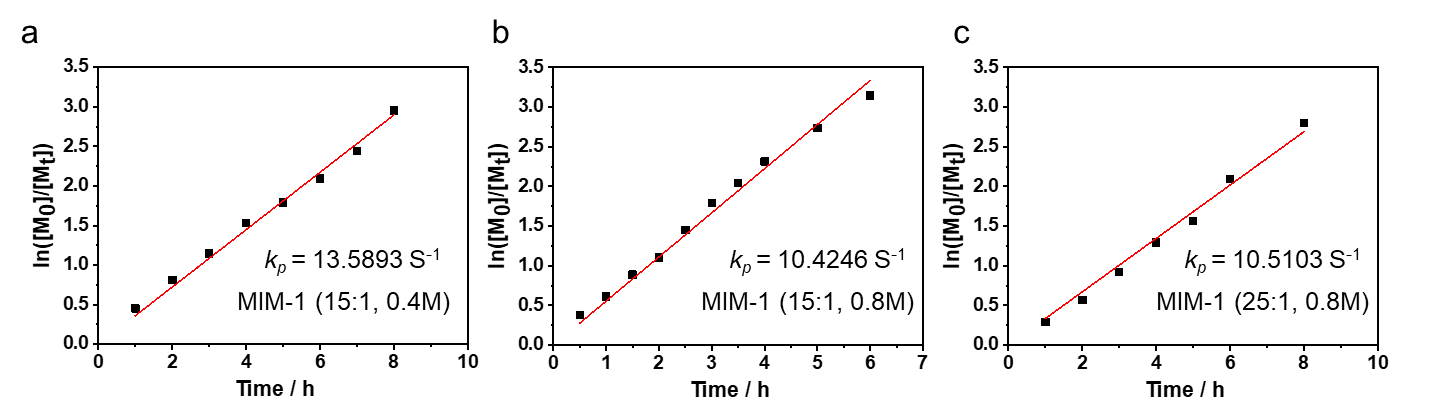 a
3.5
3.0
2.5
2.0
1.5
1.0
0.5
0.0
ln([M0]/[Mt])
kp = 13.5893 S-1
MIM-1 (15:1, 0.4M)
0 2 4 6 8 10
Time / h
b
3.5
3.0
2.5
2.0
1.5
1.0
0.5
0.0
ln([M0]/[Mt])
kp = 10.4246 S-1
MIM-1 (15:1, 0.8M)
0 1 2 3 4 5 6 7
Time / h
c
3.5
3.0
2.5
2.0
1.5
1.0
0.5
0.0
ln([M0]/[Mt])
kp = 10.5103 S-1
MIM-1 (25:1, 0.8M)
0 2 4 6 8 10
Time / h